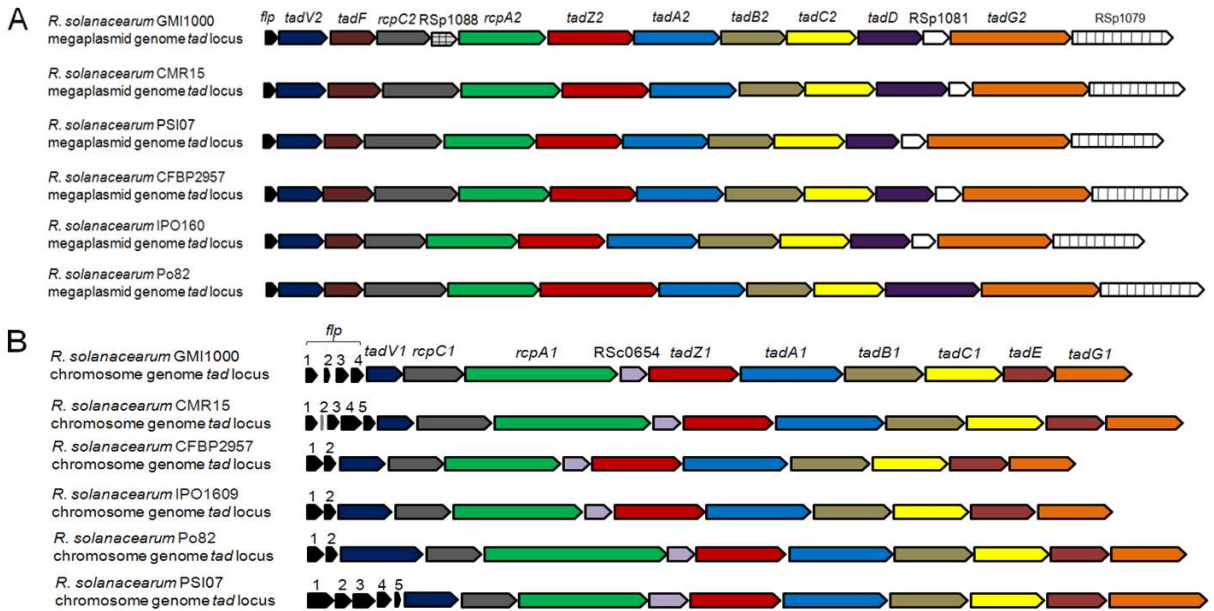 A
R. solanacearum GMI1000
megaplasmid genome tad locus
flp tadV2 tadF rcpC2 RSp1088 rcpA2 tadZ2 tadA2 tadB2 tadC2 tadD RSp1081 tadG2 RSp1079
R. solanacearum CMR15
megaplasmid genome tad locus
R. solanacearum PSI07
megaplasmid genome tad locus
R. solanacearum CFBP2957
megaplasmid genome tad locus
R. solanacearum IPO160
megaplasmid genome tad locus
R. solanacearum Po82
megaplasmid genome tad locus
B
flp
R. solanacearum GMI1000
chromosome genome tad locus
1 2 3 4 tadV1 rcpC1 rcpA1 RSc0654 tadZ1 tadA1 tadB1 tadC1 tadE tadG1
R. solanacearum CMR15
chromosome genome tad locus
1 2 3 4 5
R. solanacearum CFBP2957
chromosome genome tad locus
1 2
R. solanacearum IPO1609
chromosome genome tad locus
1 2
R. solanacearum Po82
chromosome genome tad locus
1 2
R. solanacearum PSI07
chromosome genome tad locus
1 2 3 4 5